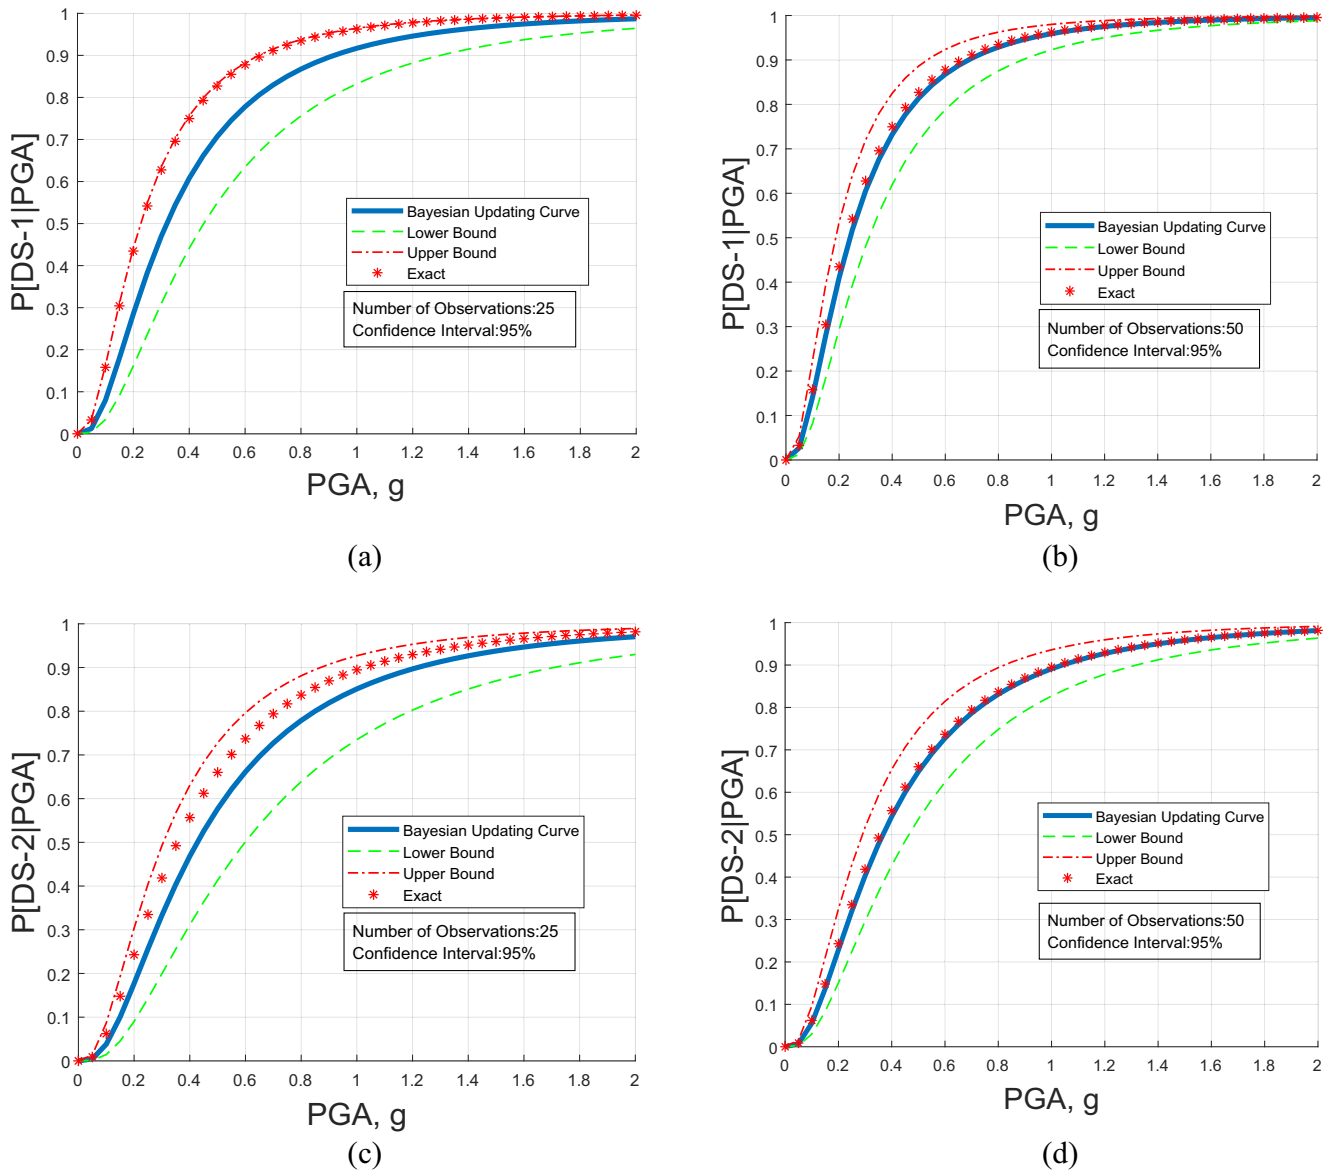 1
0.9
0.8
0.7
0.6
0.5
0.4
0.3
0.2
0.1
0
P[DS-1|PGA]
Bayesian Updating Curve
Lower Bound
Upper Bound
Exact
Number of Observations:25
Confidence Interval:95%
0 0.2 0.4 0.6 0.8 1 1.2 1.4 1.6 1.8 2
PGA, g
(a)
1
0.9
0.8
0.7
0.6
0.5
0.4
0.3
0.2
0.1
0
P[DS-1|PGA]
Bayesian Updating Curve
Lower Bound
Upper Bound
Exact
Number of Observations:50
Confidence Interval:95%
0 0.2 0.4 0.6 0.8 1 1.2 1.4 1.6 1.8 2
PGA, g
(b)
1
0.9
0.8
0.7
0.6
0.5
0.4
0.3
0.2
0.1
0
P[DS-2|PGA]
Bayesian Updating Curve
Lower Bound
Upper Bound
Exact
Number of Observations:25
Confidence Interval:95%
0 0.2 0.4 0.6 0.8 1 1.2 1.4 1.6 1.8 2
PGA, g
(c)
1
0.9
0.8
0.7
0.6
0.5
0.4
0.3
0.2
0.1
0
P[DS-2|PGA]
Bayesian Updating Curve
Lower Bound
Upper Bound
Exact
Number of Observations:50
Confidence Interval:95%
0 0.2 0.4 0.6 0.8 1 1.2 1.4 1.6 1.8 2
PGA, g
(d)